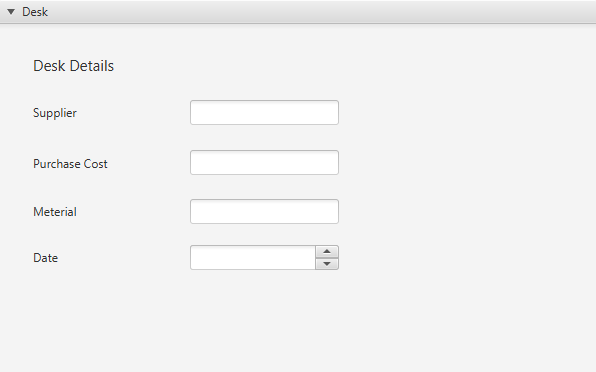 Desk
Desk Details
Supplier
Purchase Cost
Meterial
Date